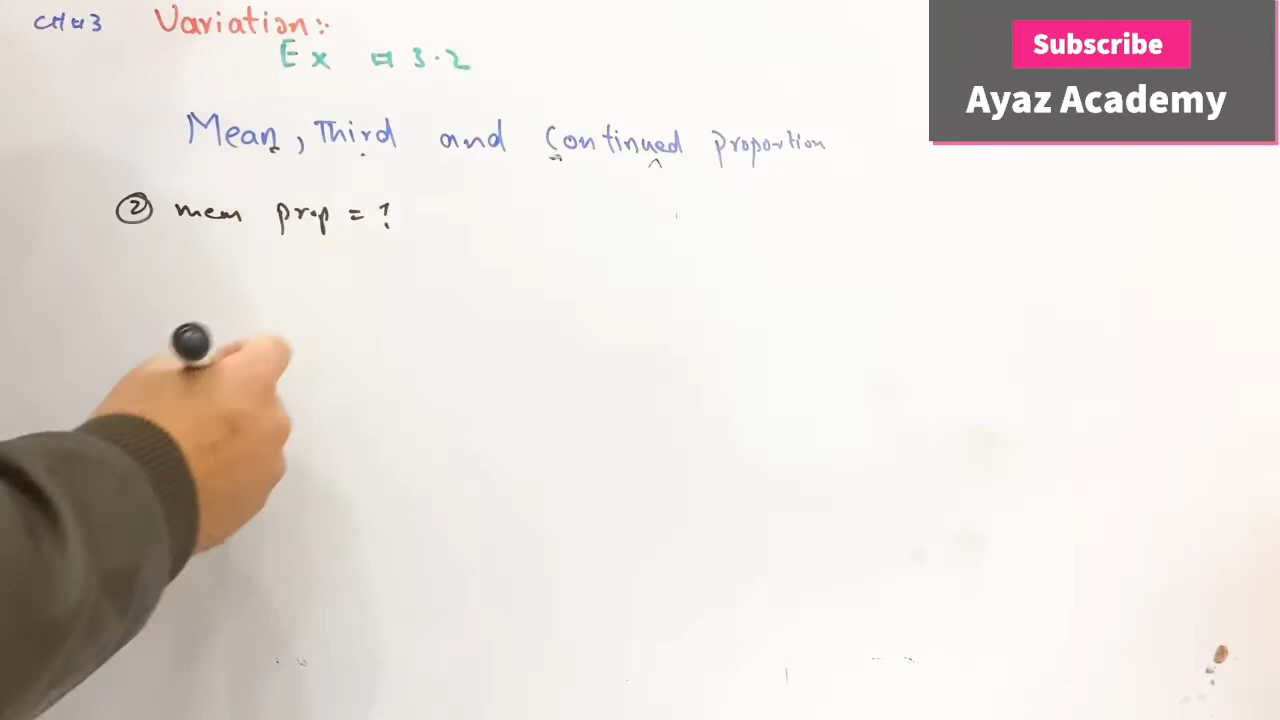 CH # 3 Variation:-
Ex # 3.2
Mean, Third and Continued proportion
② mean prop = ?
Subscribe
Ayaz Academy